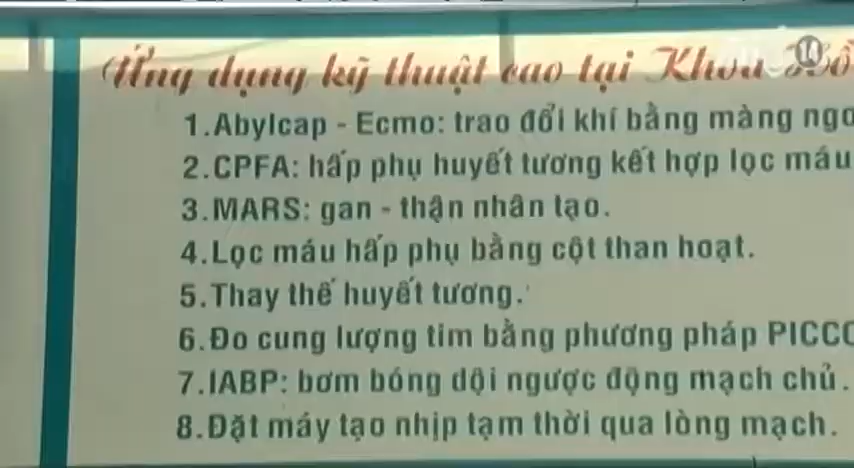 Ứng dụng kỹ thuật cao tại Khoa Hồ
1.Abylcap - Ecmo: trao đổi khí bằng màng ngo
2.CPFA: hấp phụ huyết tương kết hợp lọc máu
3.MARS: gan - thận nhân tạo.
4.Lọc máu hấp phụ bằng cột than hoạt.
5.Thay thế huyết tương.
6.Đo cung lượng tim bằng phương pháp PICCO
7.IABP: bơm bóng dội ngược động mạch chủ.
8.Đặt máy tạo nhịp tạm thời qua lòng mạch.